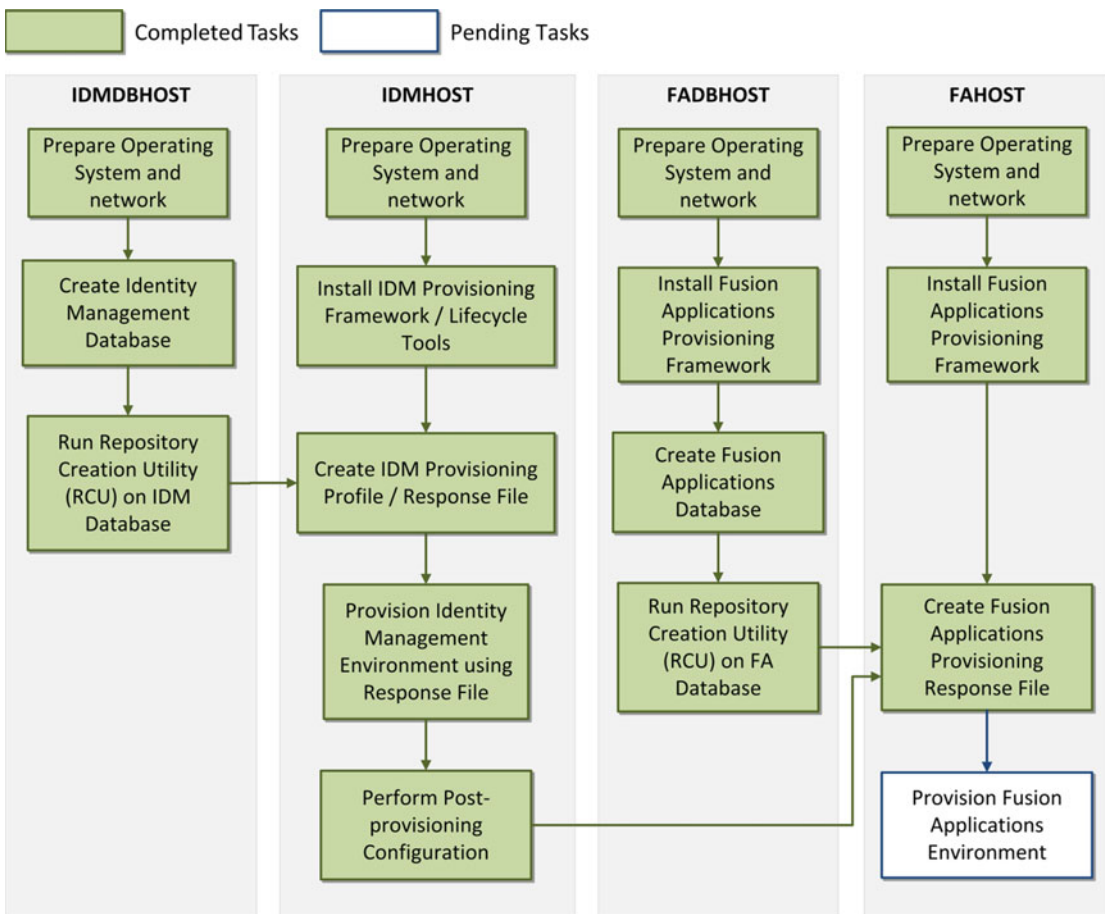 Completed Tasks
Pending Tasks
IDMDBHOST
Prepare Operating
System and
network
Create Identity
Management
Database
Run Repository
Creation Utility
(RCU) on IDM
Database
IDMHOST
Prepare Operating
System and
network
Install IDM Provisioning
Framework / Lifecycle
Tools
Create IDM Provisioning
Profile / Response File
Provision Identity
Management
Environment using
Response File
Perform Post-
provisioning
Configuration
FADBHOST
Prepare Operating
System and
network
Install Fusion
Applications
Provisioning
Framework
Create Fusion
Applications
Database
Run Repository
Creation Utility
(RCU) on FA
Database
FAHOST
Prepare Operating
System and
network
Install Fusion
Applications
Provisioning
Framework
Create Fusion
Applications
Provisioning
Response File
Provision Fusion
Applications
Environment